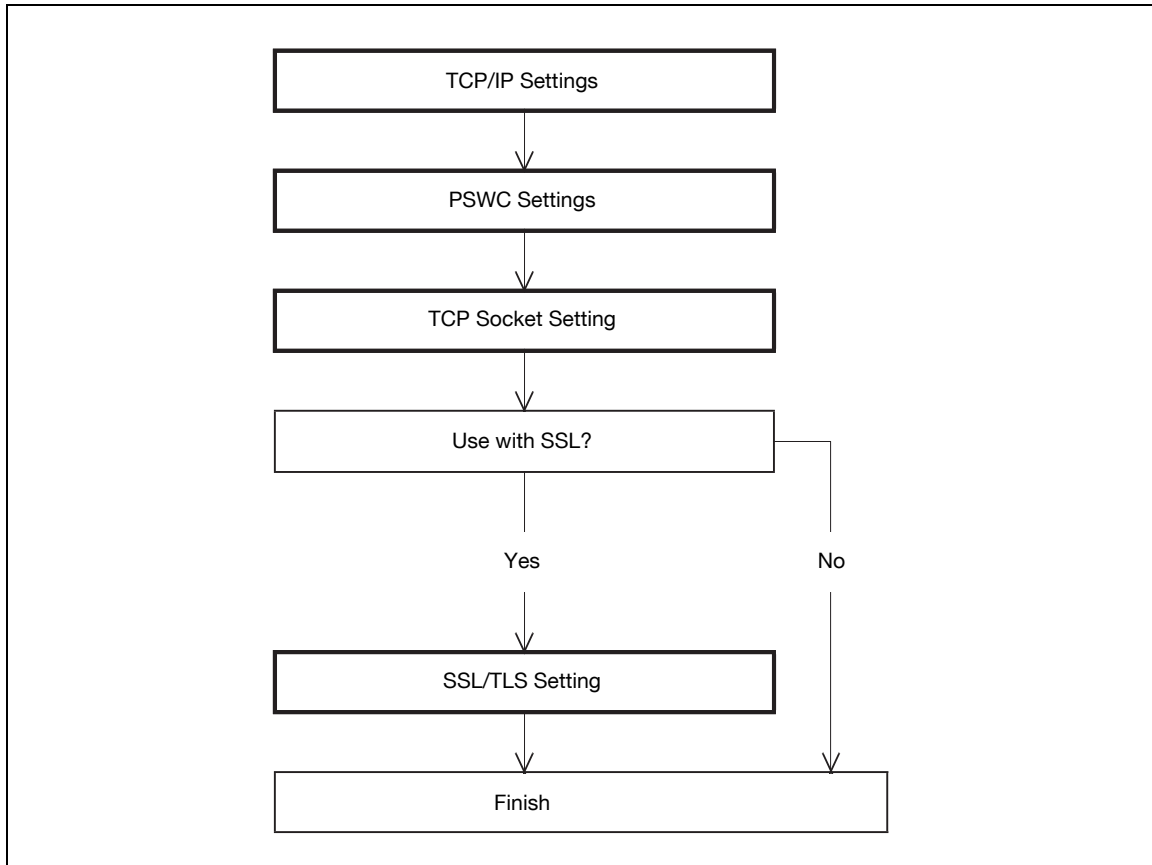 TCP/IP Settings
PSWC Settings
TCP Socket Setting
Use with SSL?
Yes
No
SSL/TLS Setting
Finish